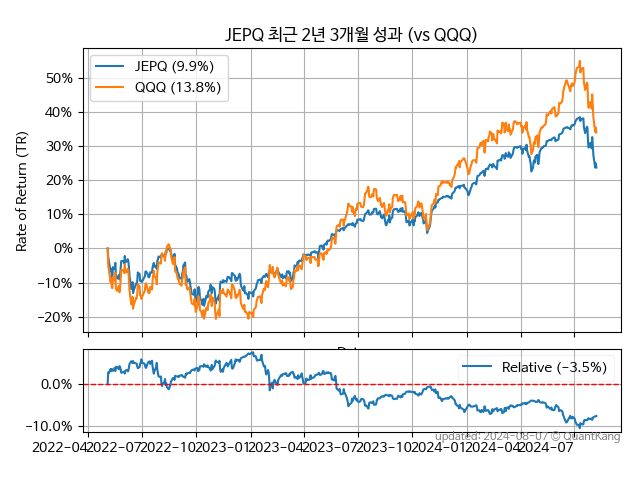 JEPQ 최근 2년 3개월 성과 (vs QQQ)
JEPQ (9.9%)
QQQ (13.8%)
Rate of Return (TR)
50%
40%
30%
20%
10%
0%
−10%
−20%
Relative (−3.5%)
0.0%
−10.0%
updated: 2024-08-07 © QuantKang
2022-04 2022-07 2022-10 2023-01 2023-04 2023-07 2023-10 2024-01 2024-04 2024-07